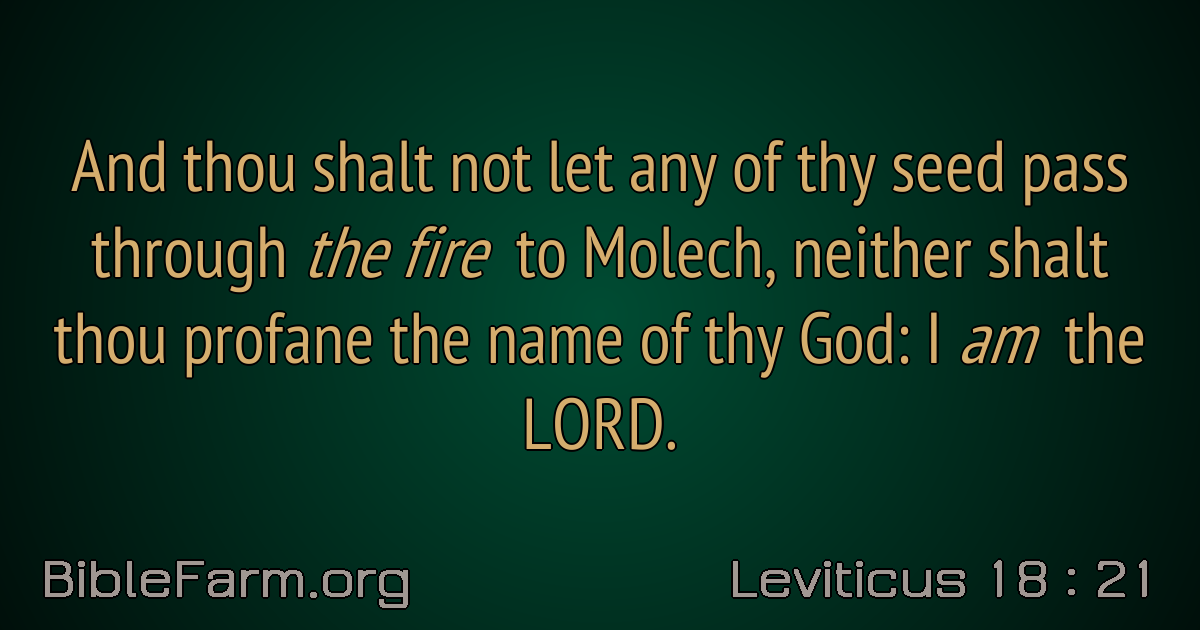 And thou shalt not let any of thy seed pass
through the fire to Molech, neither shalt
thou profane the name of thy God: I am the
LORD.
BibleFarm.org
Leviticus 18 : 21